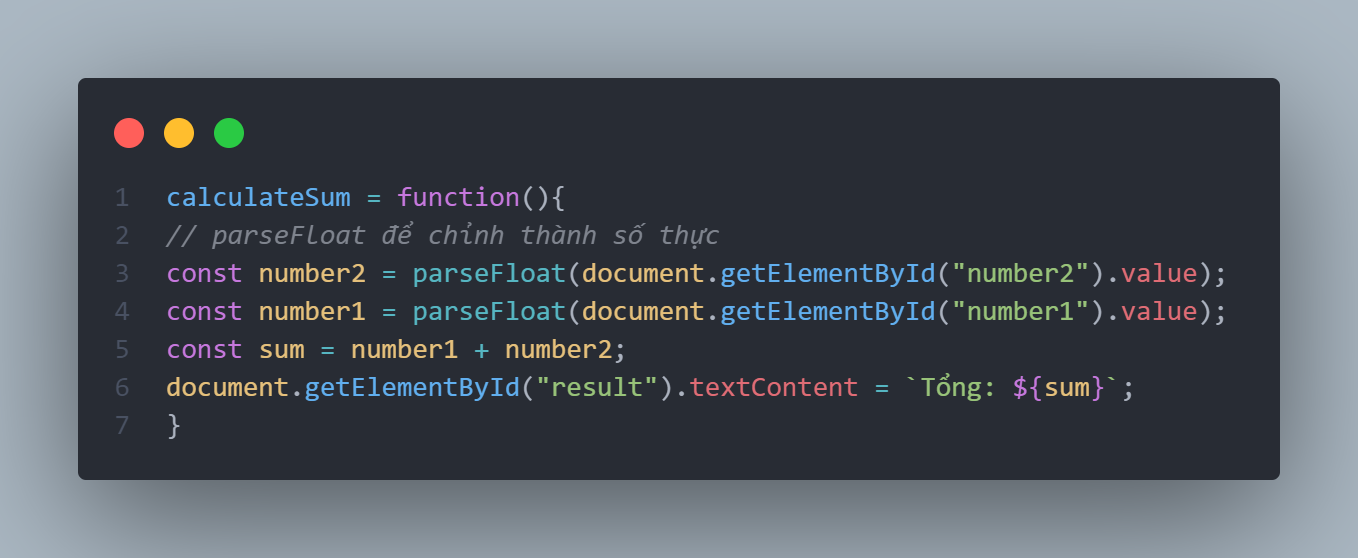 1 calculateSum = function(){
2 // parseFloat để chỉnh thành số thực
3 const number2 = parseFloat(document.getElementById("number2").value);
4 const number1 = parseFloat(document.getElementById("number1").value);
5 const sum = number1 + number2;
6 document.getElementById("result").textContent = `Tổng: ${sum}`;
7 }